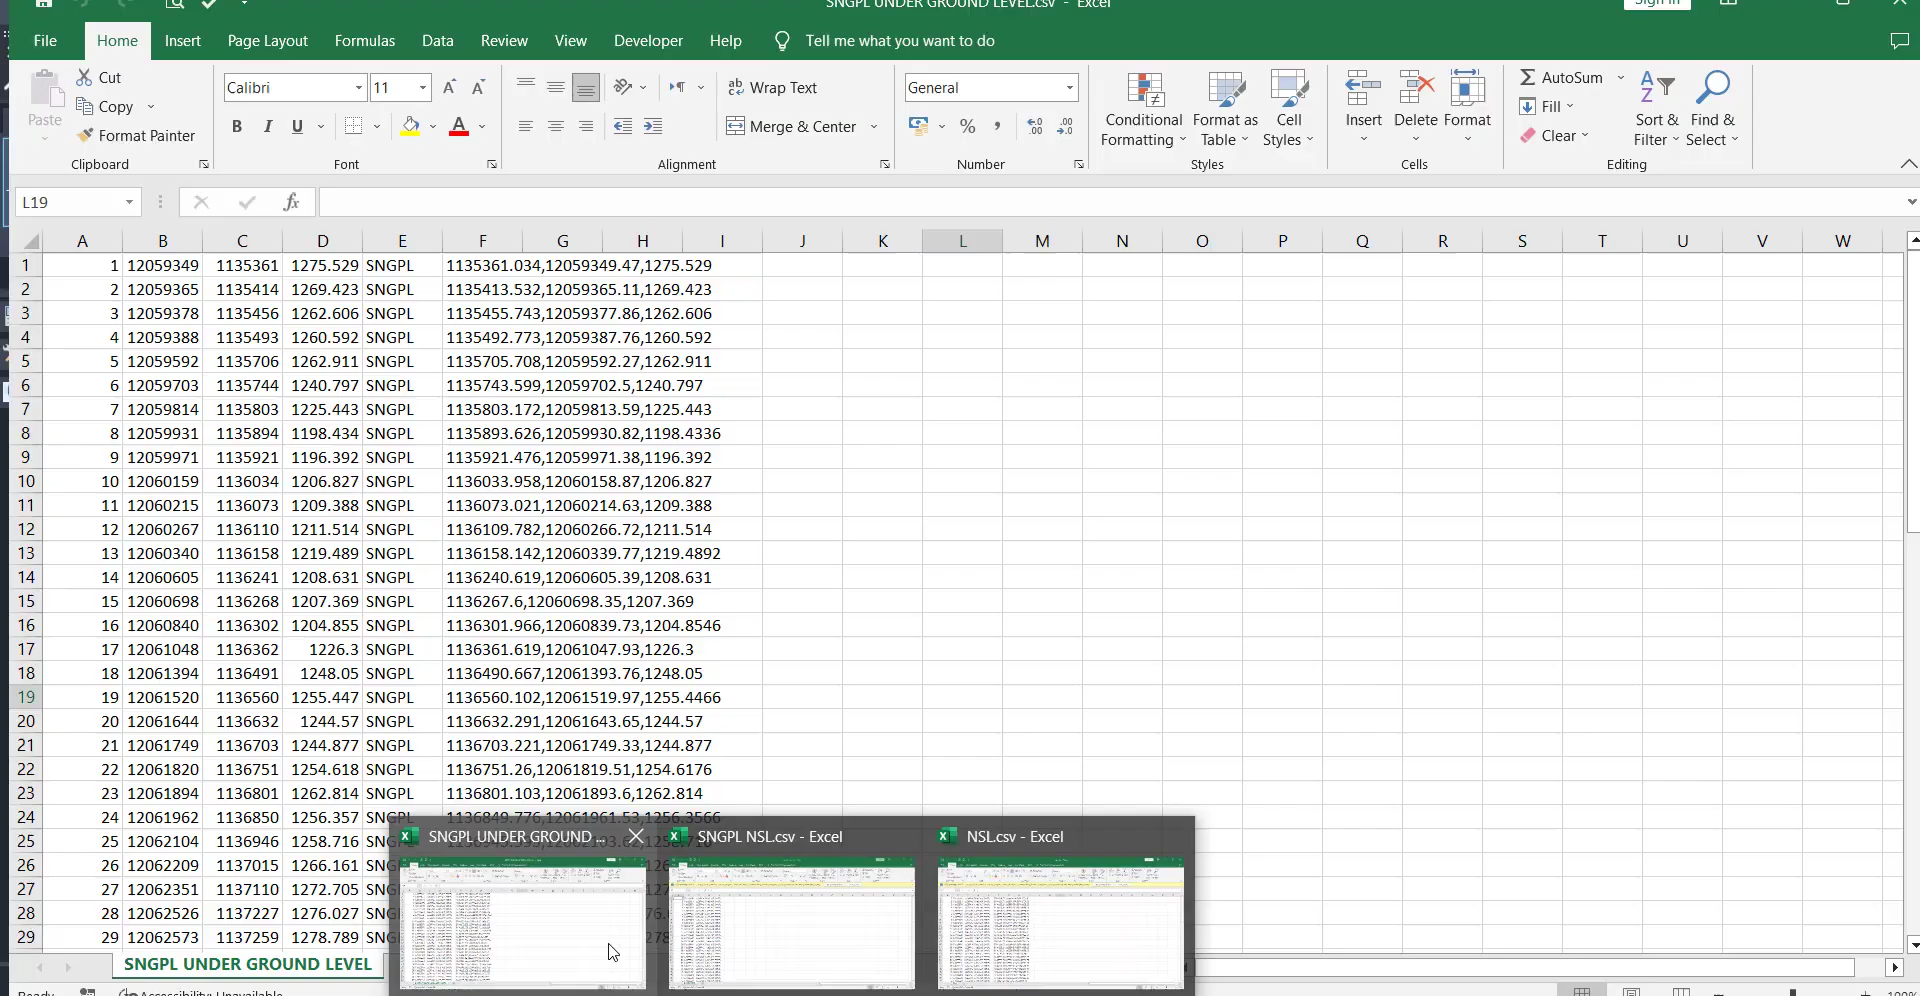 SNGPL UNDER GROUND LEVEL.csv - Excel
Sign in
File Home Insert Page Layout Formulas Data Review View Developer Help Tell me what you want to do
Cut
Copy
Format Painter
Paste
Clipboard
Calibri 11
B I U
Font
Wrap Text
Merge & Center
Alignment
General
Number
Conditional Formatting
Format as Table
Cell Styles
Styles
Insert Delete Format
Cells
AutoSum
Fill
Clear
Sort & Filter
Find & Select
Editing
L19
fx
A B C D E F G H I J K L M N O P Q R S T U V W
1 1 12059349 1135361 1275.529 SNGPL 1135361.034,12059349.47,1275.529
2 2 12059365 1135414 1269.423 SNGPL 1135413.532,12059365.11,1269.423
3 3 12059378 1135456 1262.606 SNGPL 1135455.743,12059377.86,1262.606
4 4 12059388 1135493 1260.592 SNGPL 1135492.773,12059387.76,1260.592
5 5 12059592 1135706 1262.911 SNGPL 1135705.708,12059592.27,1262.911
6 6 12059703 1135744 1240.797 SNGPL 1135743.599,12059702.5,1240.797
7 7 12059814 1135803 1225.443 SNGPL 1135803.172,12059813.59,1225.443
8 8 12059931 1135894 1198.434 SNGPL 1135893.626,12059930.82,1198.4336
9 9 12059971 1135921 1196.392 SNGPL 1135921.476,12059971.38,1196.392
10 10 12060159 1136034 1206.827 SNGPL 1136033.958,12060158.87,1206.827
11 11 12060215 1136073 1209.388 SNGPL 1136073.021,12060214.63,1209.388
12 12 12060267 1136110 1211.514 SNGPL 1136109.782,12060266.72,1211.514
13 13 12060340 1136158 1219.489 SNGPL 1136158.142,12060339.77,1219.4892
14 14 12060605 1136241 1208.631 SNGPL 1136240.619,12060605.39,1208.631
15 15 12060698 1136268 1207.369 SNGPL 1136267.6,12060698.35,1207.369
16 16 12060840 1136302 1204.855 SNGPL 1136301.966,12060839.73,1204.8546
17 17 12061048 1136362 1226.3 SNGPL 1136361.619,12061047.93,1226.3
18 18 12061394 1136491 1248.05 SNGPL 1136490.667,12061393.76,1248.05
19 19 12061520 1136560 1255.447 SNGPL 1136560.102,12061519.97,1255.4466
20 20 12061644 1136632 1244.57 SNGPL 1136632.291,12061643.65,1244.57
21 21 12061749 1136703 1244.877 SNGPL 1136703.221,12061749.33,1244.877
22 22 12061820 1136751 1254.618 SNGPL 1136751.26,12061819.51,1254.6176
23 23 12061894 1136801 1262.814 SNGPL 1136801.103,12061893.6,1262.814
24 24 12061962 1136850 1256.357 SNGPL 1136849.776,12061961.53,1256.3566
25 25 12062104 1136946 1258.716
26 26 12062209 1137015 1266.161
27 27 12062351 1137110 1272.705
28 28 12062526 1137227 1276.027
29 29 12062573 1137259 1278.789
SNGPL UNDER GROUND ... SNGPL NSL.csv - Excel NSL.csv - Excel
SNGPL UNDER GROUND LEVEL
Ready Accessibility: Unavailable
100%